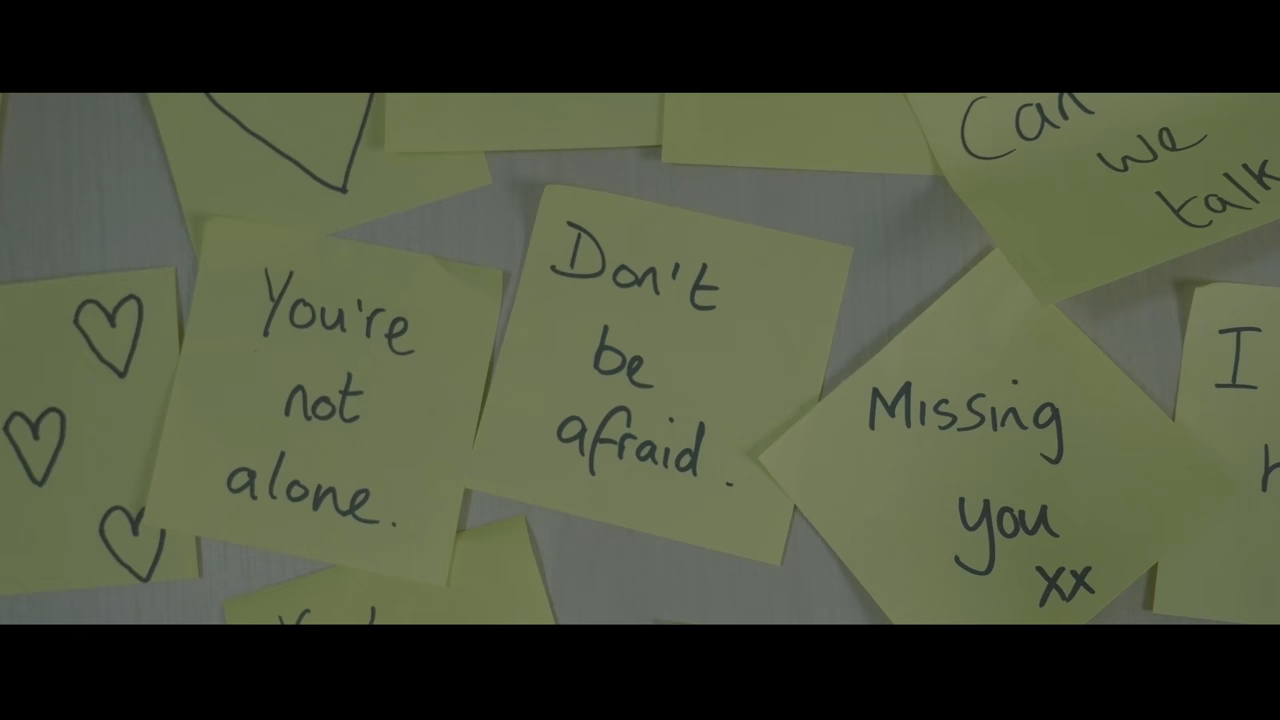 Can
we
talk
You're
not
alone.
Don't
be
afraid.
Missing
you
xx
I